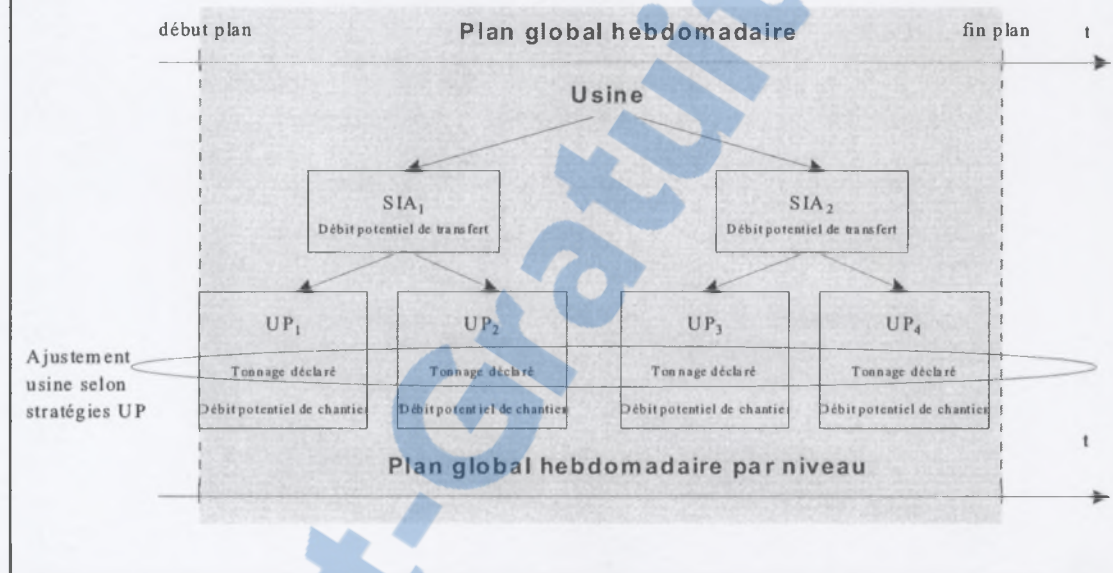 début plan Plan global hebdomadaire fin plan t
Usine
SIA₁ SIA₂
Débit potentiel de transfert Débit potentiel de transfert
UP₁ UP₂ UP₃ UP₄
Ajustement
usine selon
stratégies UP
Tonnage déclaré Tonnage déclaré Tonnage déclaré Tonnage déclaré
Débit potentiel de chantier Débit potentiel de chantier Débit potentiel de chantier Débit potentiel de chantier
t
Plan global hebdomadaire par niveau
t-Gratuit